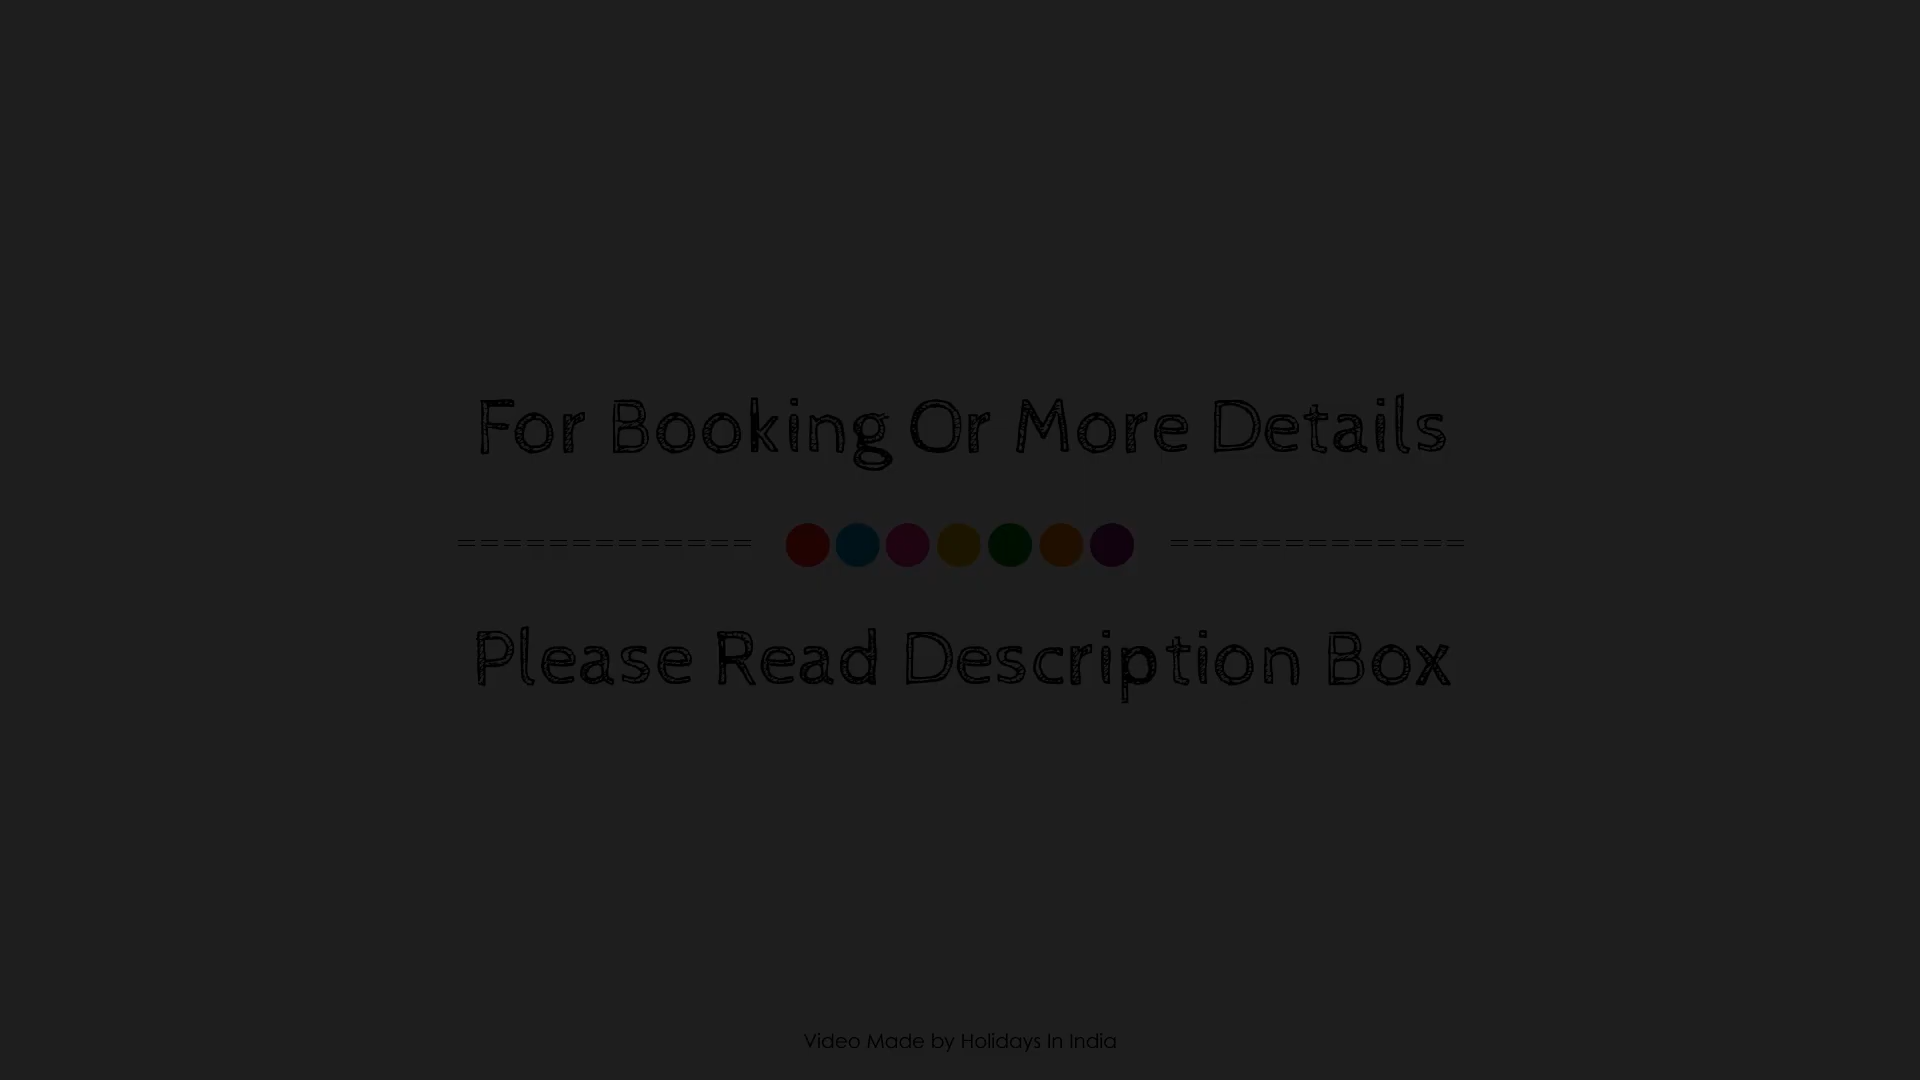 For Booking Or More Details
============= =============
Please Read Description Box
Video Made by Holidays In India